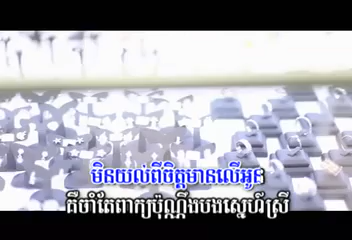 មិនយល់ពីចិត្តមានលើអូន
គឺចាំតែពាក្យប៉ុណ្ណឹងបងស្នេហ៍ស្រី